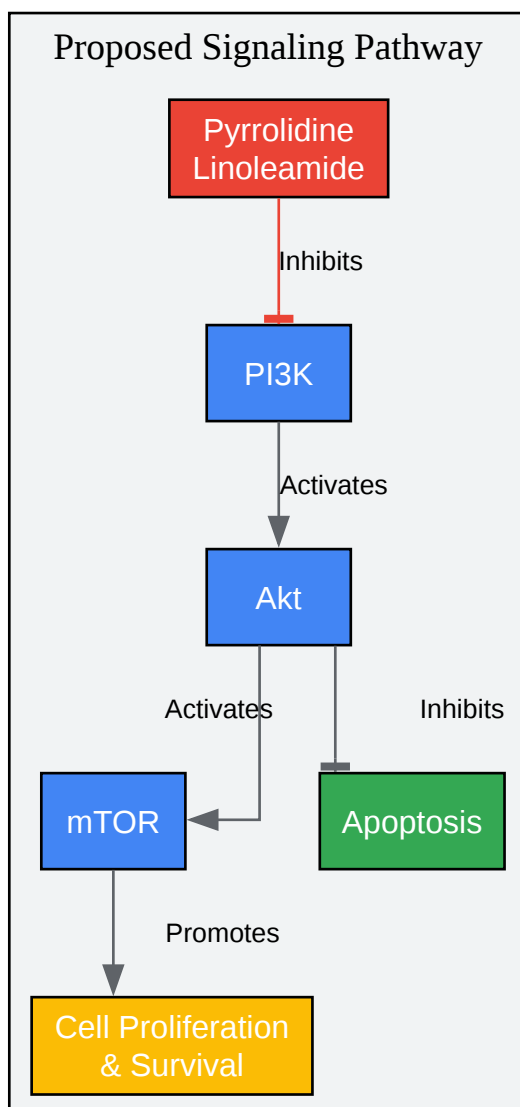 Proposed Signaling Pathway
Pyrrolidine
Linoleamide
Inhibits
PI3K
Activates
Akt
Activates
Inhibits
mTOR
Apoptosis
Promotes
Cell Proliferation
& Survival